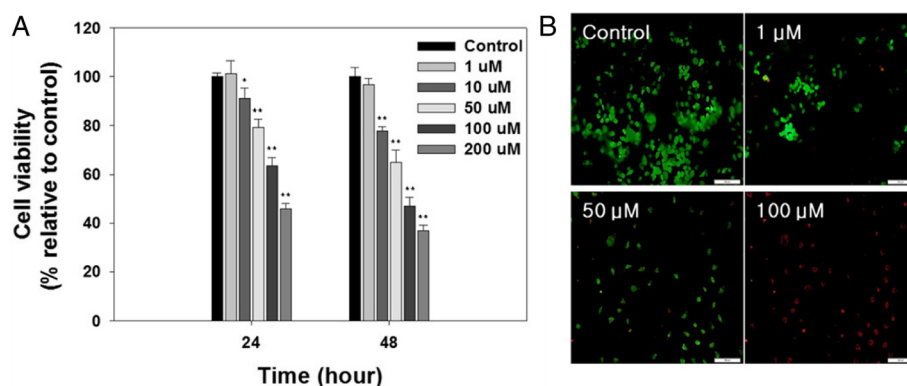 A
Cell viability
(% relative to control)
120
100
80
60
40
20
0
Control
1 uM
10 uM
50 uM
100 uM
200 uM
*
**
**
**
**
**
**
**
24
48
Time (hour)
B
Control
1 µM
50 µM
100 µM